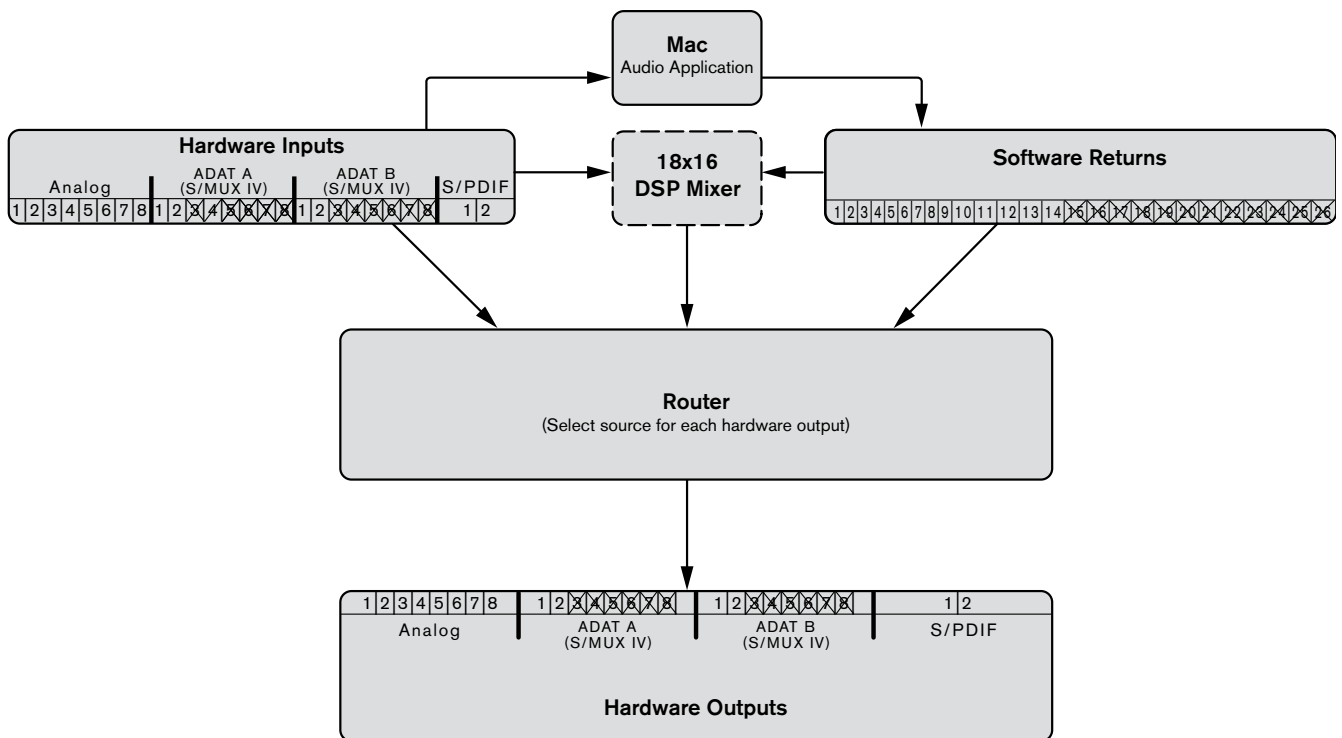 Mac
Audio Application
Hardware Inputs
Analog
ADAT A
(S/MUX IV)
ADAT B
(S/MUX IV)
S/PDIF
1 2 3 4 5 6 7 8 1 2 3 4 5 6 7 8 1 2 3 4 5 6 7 8 1 2
18x16
DSP Mixer
Software Returns
1 2 3 4 5 6 7 8 9 10 11 12 13 14 15 16 17 18 19 20 21 22 23 24 25 26
Router
(Select source for each hardware output)
1 2 3 4 5 6 7 8 1 2 3 4 5 6 7 8 1 2 3 4 5 6 7 8 1 2
Analog
ADAT A
(S/MUX IV)
ADAT B
(S/MUX IV)
S/PDIF
Hardware Outputs